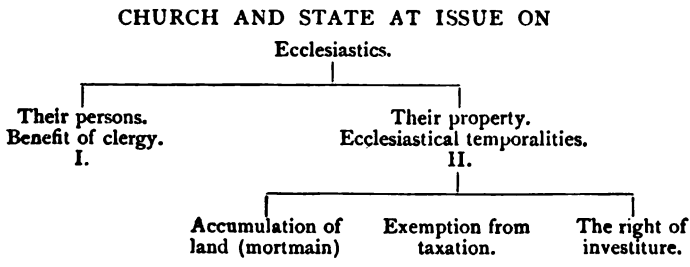 CHURCH AND STATE AT ISSUE ON
Ecclesiastics.
Their persons.
Benefit of clergy.
I.
Their property.
Ecclesiastical temporalities.
II.
Accumulation of
land (mortmain)
Exemption from
taxation.
The right of
investiture.